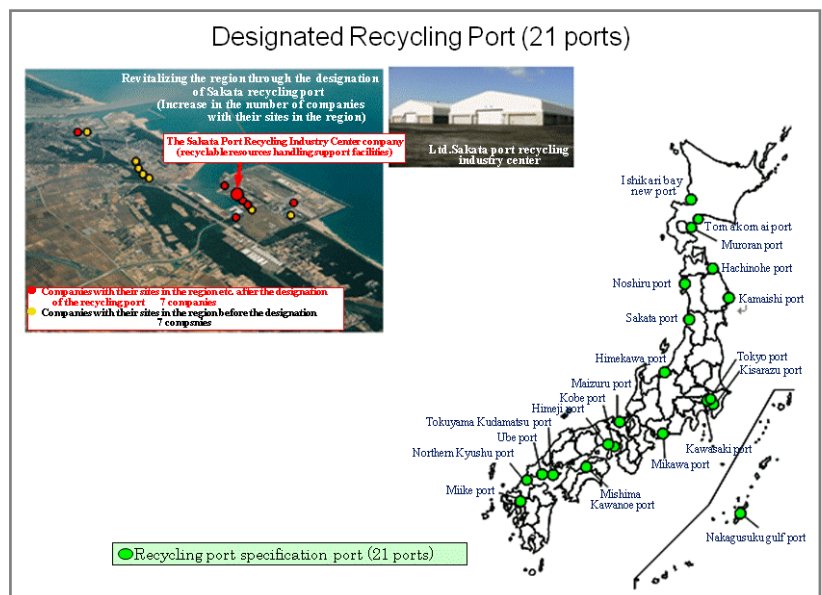 Designated Recycling Port (21 ports)
Revitalizing the region through the designation
of Sakata recycling port
(Increase in the number of companies
with their sites in the region)
The Sakata Port Recycling Industry Center company
(recyclable resources handling support facilities)
Ltd.Sakata port recycling
industry center
Companies with their sites in the region etc. after the designation
of the recycling port 7 companies
Companies with their sites in the region before the designation
7 compsnies
Ishikari bay
new port
Tomakomai port
Muroran port
Hachinohe port
Noshiru port
Kamaishi port
Sakata port
Himekawa port
Tokyo port
Kisarazu port
Maizuru port
Kobe port
Himeji port
Tokuyama Kudamatsu port
Ube port
Northern Kyushu port
Kawasaki port
Mikawa port
Miike port
Mishima
Kawanoe port
Nakagusuku gulf port
Recycling port specification port (21 ports)